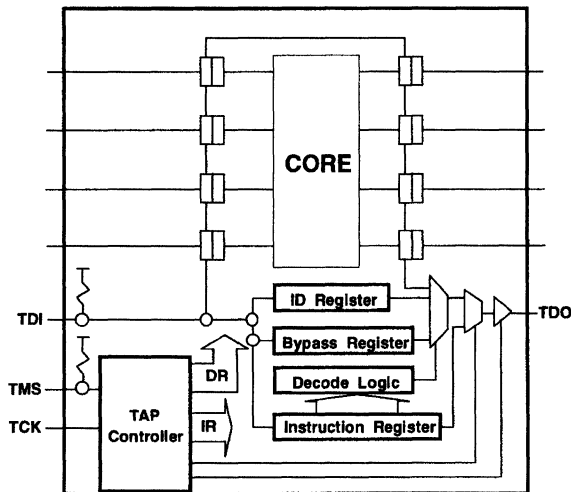 CORE
ID Register
TDI
TDO
Bypass Register
DR
Decode Logic
TMS
TCK
TAP
Controller
IR
Instruction Register